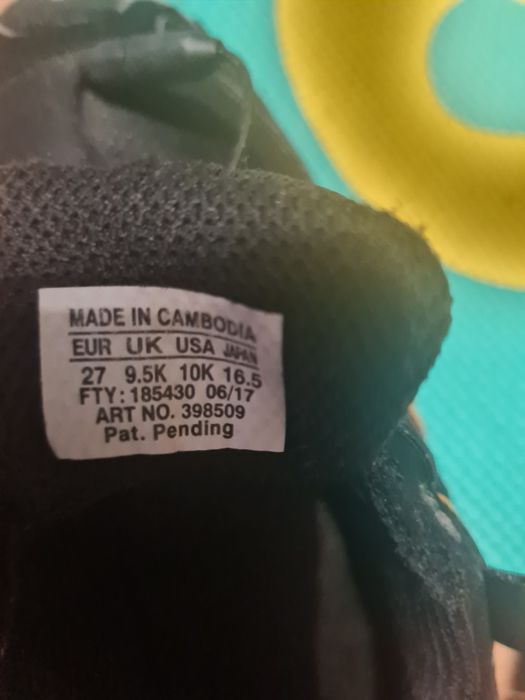 MADE IN CAMBODIA
EUR UK USA JAPAN
27 9.5K 10K 16.5
FTY: 185430 06/17
ART NO. 398509
Pat. Pending